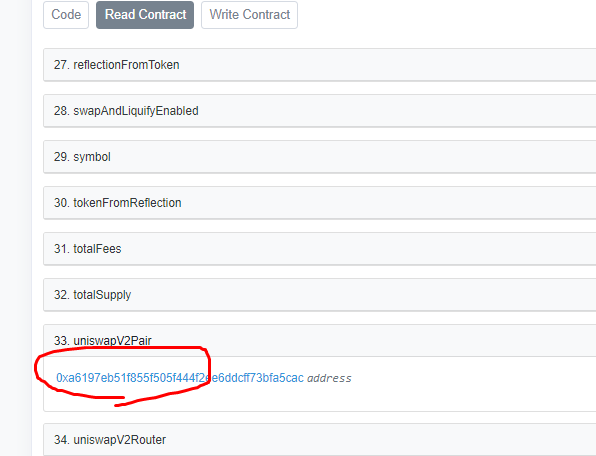 Code Read Contract Write Contract
27. reflectionFromToken
28. swapAndLiquifyEnabled
29. symbol
30. tokenFromReflection
31. totalFees
32. totalSupply
33. uniswapV2Pair
0xa6197eb51f855f505f444f2ee6ddcff73bfa5cac address
34. uniswapV2Router